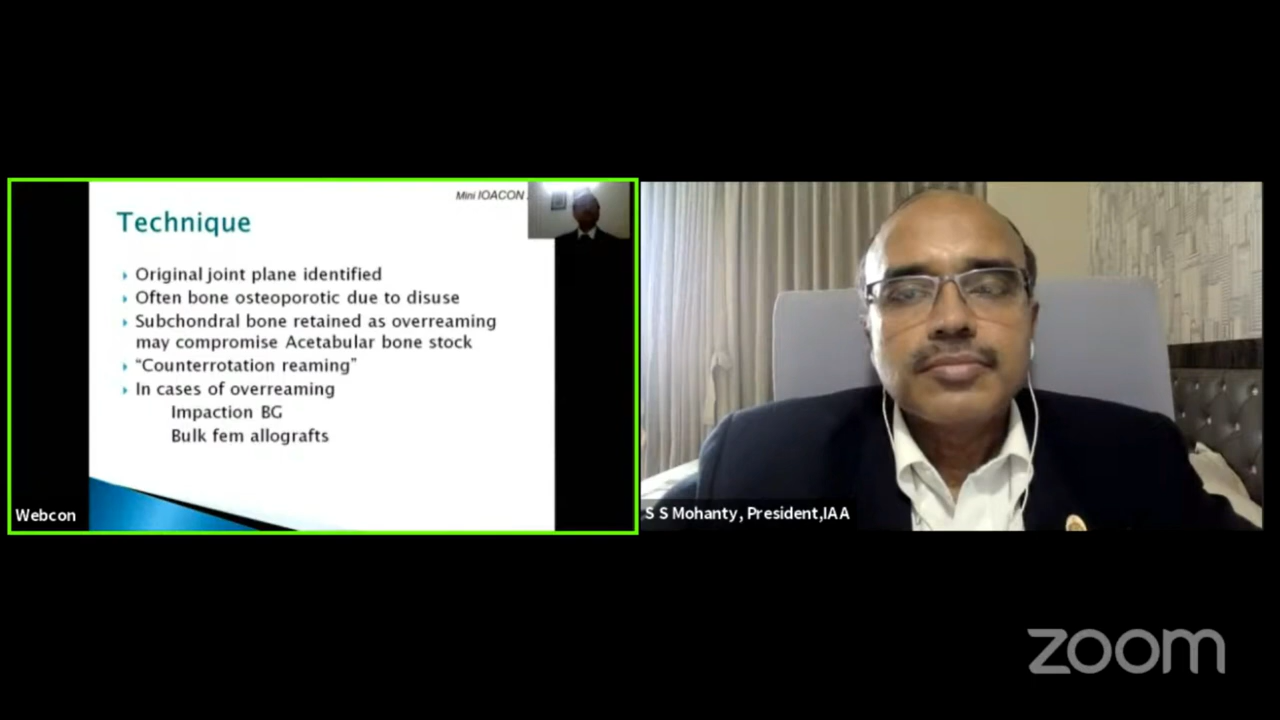 Mini IOACON
Technique
Original joint plane identified
Often bone osteoporotic due to disuse
Subchondral bone retained as overreaming
may compromise Acetabular bone stock
“Counterrotation reaming”
In cases of overreaming
Impaction BG
Bulk fem allografts
Webcon
S S Mohanty, President,IAA
zoom